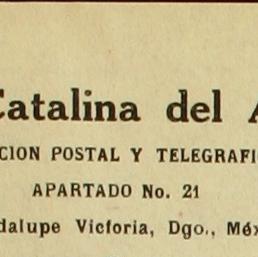 Catalina del A
CION POSTAL Y TELEGRAFI
APARTADO No. 21
dalupe Victoria, Dgo., Méx